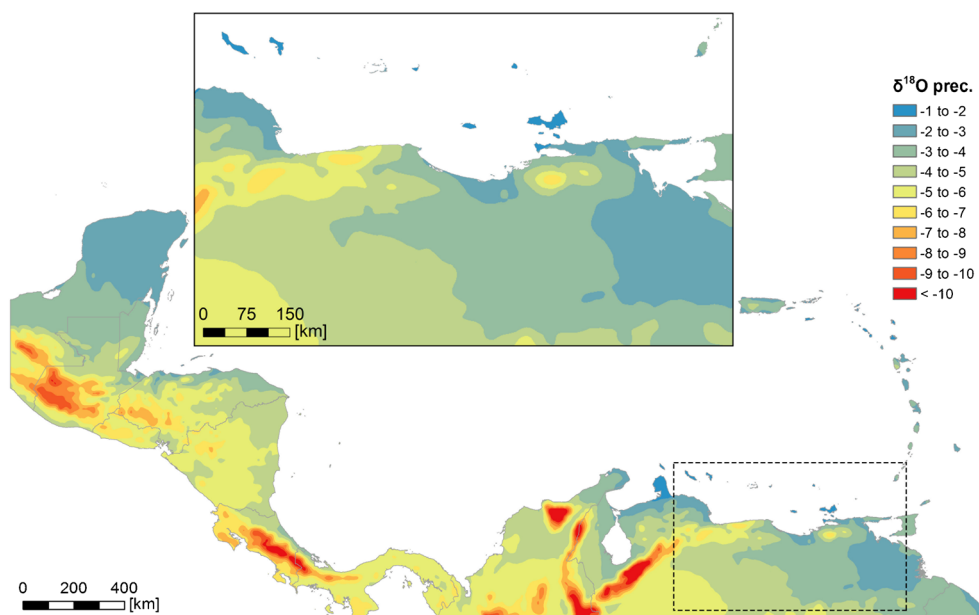 δ18O prec.
-1 to -2
-2 to -3
-3 to -4
-4 to -5
-5 to -6
-6 to -7
-7 to -8
-8 to -9
-9 to -10
< -10
0 75 150
[km]
0 200 400
[km]